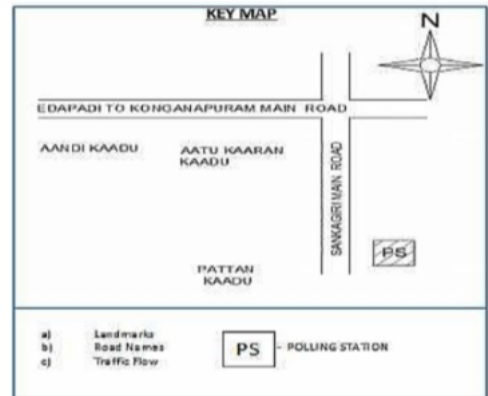 KEY MAP
N
EDAPADI TO KONGANAPURAM MAIN ROAD
AANDI KAADU
AATU KAARAN
KAADU
SANKAGIRI MAIN ROAD
PS
PATTAN
KAADU
a) Landmarks
b) Road Names
c) Traffic Flow
PS - POLLING STATION